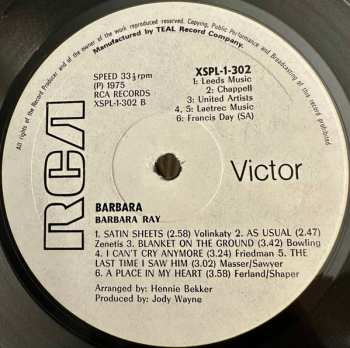 All rights of the Record Producer and of the owner of the work reproduced reserved. Copying, Public Performance and Broadcasting of this record prohibited.
Manufactured by TEAL Record Company.
SPEED 33⅓ rpm
(P) 1975
RCA RECORDS
XSPL-1-302 B
XSPL-1-302
1: Leeds Music
2: Chappell
3: United Artists
4, 5: Laetrec Music
6: Francis Day (SA)
RCA
Victor
BARBARA
BARBARA RAY
1. SATIN SHEETS (2.58) Volinkaty 2. AS USUAL (2.47)
Zenetis 3. BLANKET ON THE GROUND (3.42) Bowling
4. I CAN'T CRY ANYMORE (3.24) Friedman 5. THE
LAST TIME I SAW HIM (3.02) Masser/Sawyer
6. A PLACE IN MY HEART (3.58) Ferland/Shaper
Arranged by: Hennie Bekker
Produced by: Jody Wayne